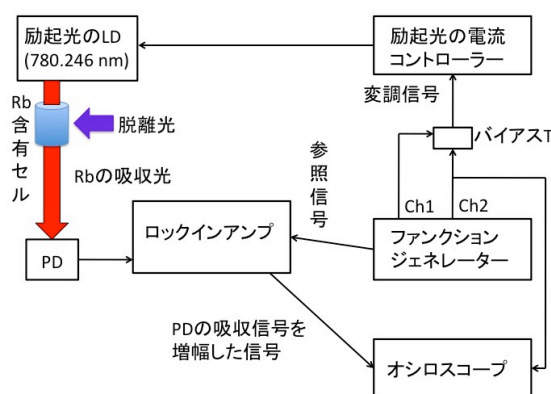 励起光のLD
(780.246 nm)
励起光の電流
コントローラー
変調信号
Rb
含有セル
脱離光
バイアスT
Rbの吸収光
参照信号
Ch1
Ch2
ロックインアンプ
ファンクション
ジェネレーター
PD
PDの吸収信号を
増幅した信号
オシロスコープ